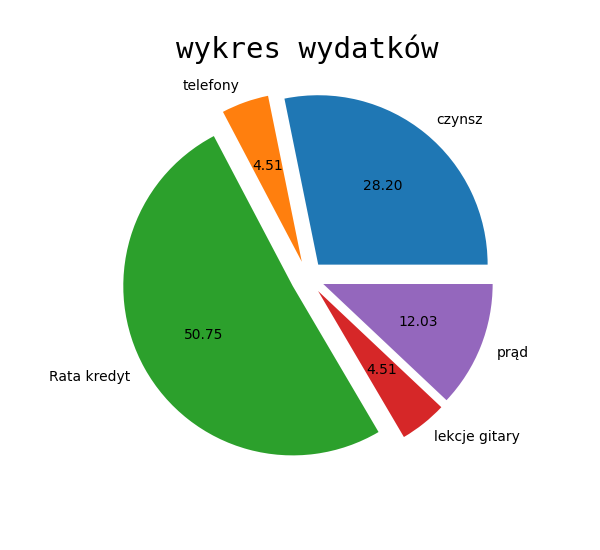 wykres wydatków
telefony
czynsz
4.51
28.20
12.03
50.75
prąd
4.51
Rata kredyt
lekcje gitary